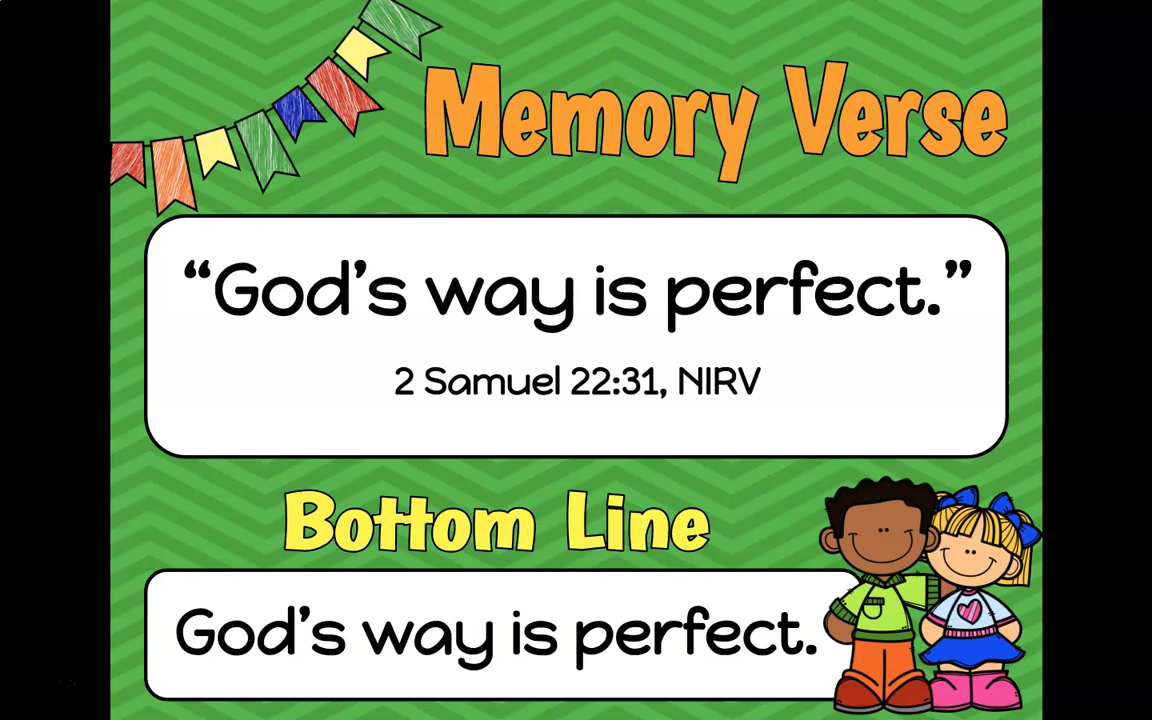 Memory Verse
“God’s way is perfect.”
2 Samuel 22:31, NIRV
Bottom Line
God’s way is perfect.